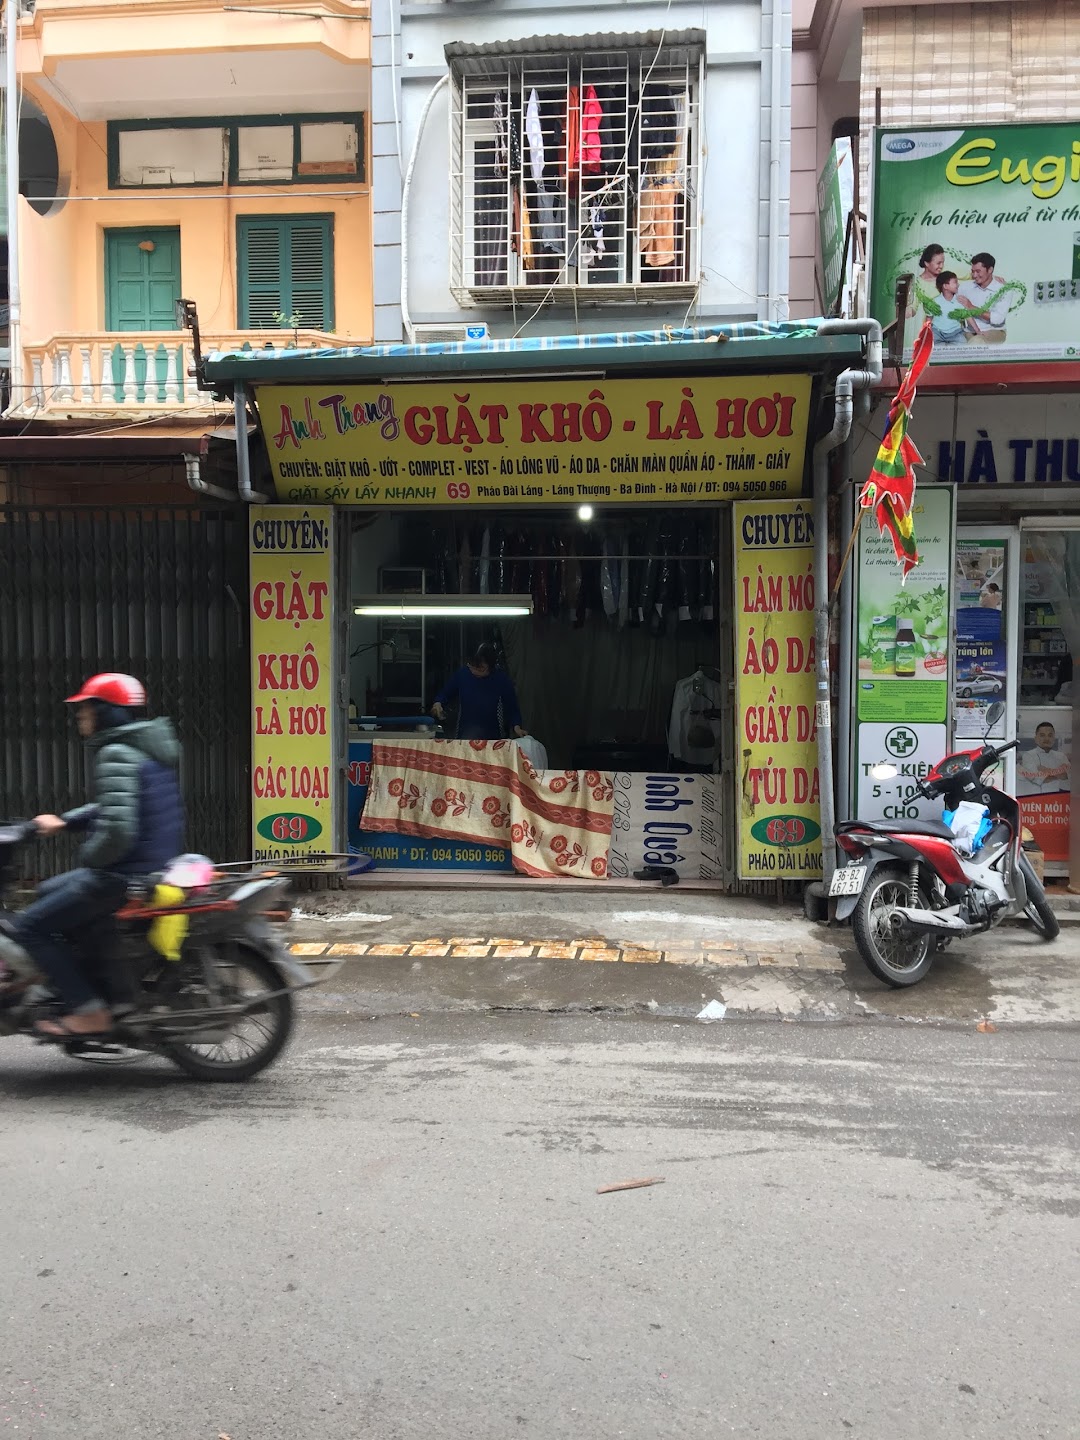 Anh Trang GIẶT KHÔ - LÀ HƠI
CHUYÊN: GIẶT KHÔ - ƯỚT - COMPLET - VEST - ÁO LÔNG VŨ - ÁO DA - CHĂN MÀN QUẦN ÁO - THẢM - GIẦY
GIẶT SẤY LẤY NHANH 69 Pháo Đài Láng - Láng Thượng - Ba Đình - Hà Nội / ĐT: 094 5050 966
CHUYÊN:
GIẶT
KHÔ
LÀ HƠI
CÁC LOẠI
69
PHÁO ĐÀI LÁNG
CHUYÊN
LÀM MỚ
ÁO DA
GIẦY DA
TÚI DA
69
PHÁO ĐÀI LÁNG
NHANH * ĐT: 094 5050 966
MEGA We care
Eugi
Trị ho hiệu quả từ th
HÀ THU
5 - 10%
CHO
Trúng lớn
36-B2
467.51